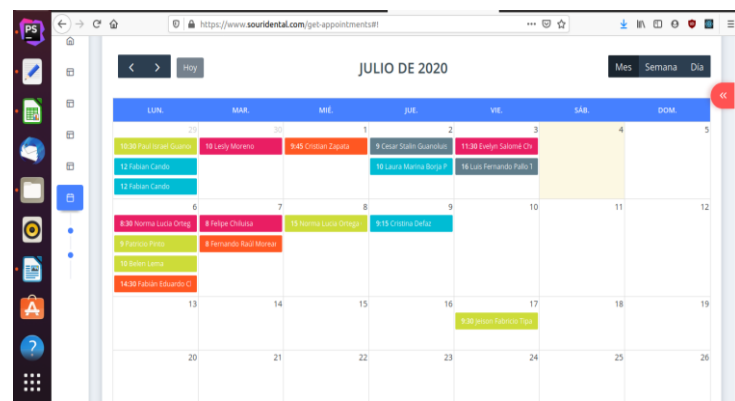 PS
https://www.souridental.com/get-appointments#!
Hoy
JULIO DE 2020
Mes Semana Día
LUN. MAR. MIÉ. JUE. VIE. SÁB. DOM.
29 30 1 2 3 4 5
10:30 Paul Israel 10 Lesly Moreno 9:45 Cristian Zapata 9 Cesar Stalin Guanoluis 11:30 Evelyn Salomé Ch
12 Fabian Cando 10 Laura Marina Borja P 16 Luis Fernando Pallo T
12 Fabian Cando
6 7 8 9 10 11 12
8:30 Norma Lucia Orteg 8 Felipe Chiluisa 15 Norma Lucia Ortega 9:15 Cristina Defaz
9 Patricio Pinto 8 Fernando Raúl Morear
10 Belen Lema
14:30 Fabián Eduardo Cl
13 14 15 16 17 18 19
9:30 Jerson Fabricio Tipa
20 21 22 23 24 25 26